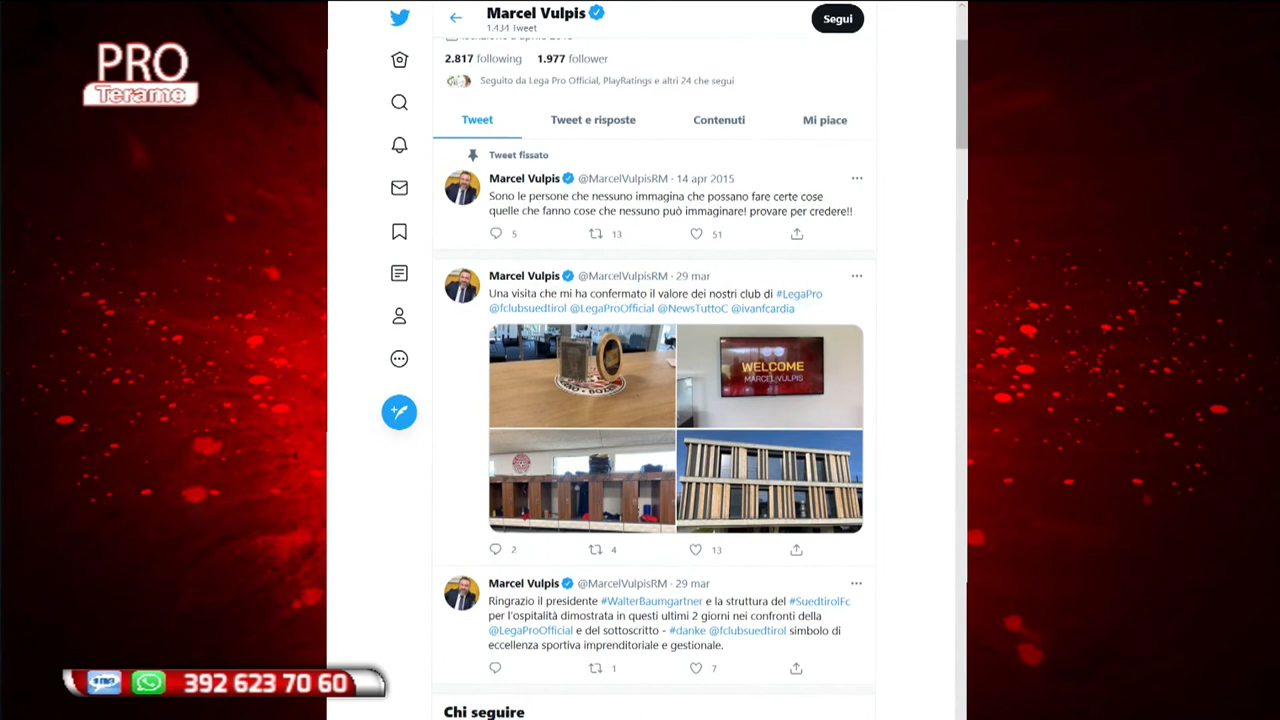 PRO
Teramo
Marcel Vulpis
1.434 Tweet
Segui
2.817 following 1.977 follower
Seguito da Lega Pro Official, PlayRatings e altri 24 che segui
Tweet Tweet e risposte Contenuti Mi piace
Tweet fissato
Marcel Vulpis @MarcelVulpisRM · 14 apr 2015
Sono le persone che nessuno immagina che possano fare certe cose
quelle che fanno cose che nessuno può immaginare! provare per credere!!
5 13 51
Marcel Vulpis @MarcelVulpisRM · 29 mar
Una visita che mi ha confermato il valore dei nostri club di #LegaPro
@fclubsuedtirol @LegaProOfficial @NewsTuttoC @ivanfcardia
WELCOME
MARCEL VULPIS
2 4 13
Marcel Vulpis @MarcelVulpisRM · 29 mar
Ringrazio il presidente #WalterBaumgartner e la struttura del #SuedtirolFc
per l'ospitalità dimostrata in questi ultimi 2 giorni nei confronti della
@LegaProOfficial e del sottoscritto - #danke @fclubsuedtirol simbolo di
eccellenza sportiva imprenditoriale e gestionale.
1 7
Chi seguire
392 623 70 60